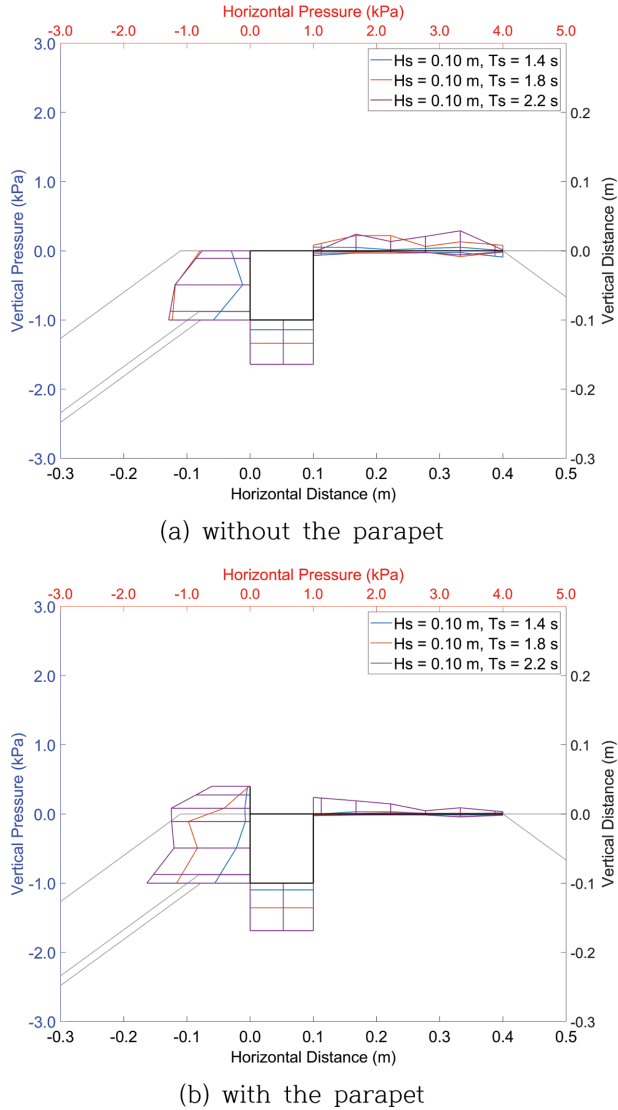 Horizontal Pressure (kPa)
-3.0 -2.0 -1.0 0.0 1.0 2.0 3.0 4.0 5.0
3.0
2.0
1.0
0.0
-1.0
-2.0
-3.0
Vertical Pressure (kPa)
Hs = 0.10 m, Ts = 1.4 s
Hs = 0.10 m, Ts = 1.8 s
Hs = 0.10 m, Ts = 2.2 s
0.2
0.1
0.0
-0.1
-0.2
-0.3
Vertical Distance (m)
-0.3 -0.2 -0.1 0.0 0.1 0.2 0.3 0.4 0.5
Horizontal Distance (m)
(a) without the parapet
Horizontal Pressure (kPa)
-3.0 -2.0 -1.0 0.0 1.0 2.0 3.0 4.0 5.0
3.0
2.0
1.0
0.0
-1.0
-2.0
-3.0
Vertical Pressure (kPa)
Hs = 0.10 m, Ts = 1.4 s
Hs = 0.10 m, Ts = 1.8 s
Hs = 0.10 m, Ts = 2.2 s
0.2
0.1
0.0
-0.1
-0.2
-0.3
Vertical Distance (m)
-0.3 -0.2 -0.1 0.0 0.1 0.2 0.3 0.4 0.5
Horizontal Distance (m)
(b) with the parapet